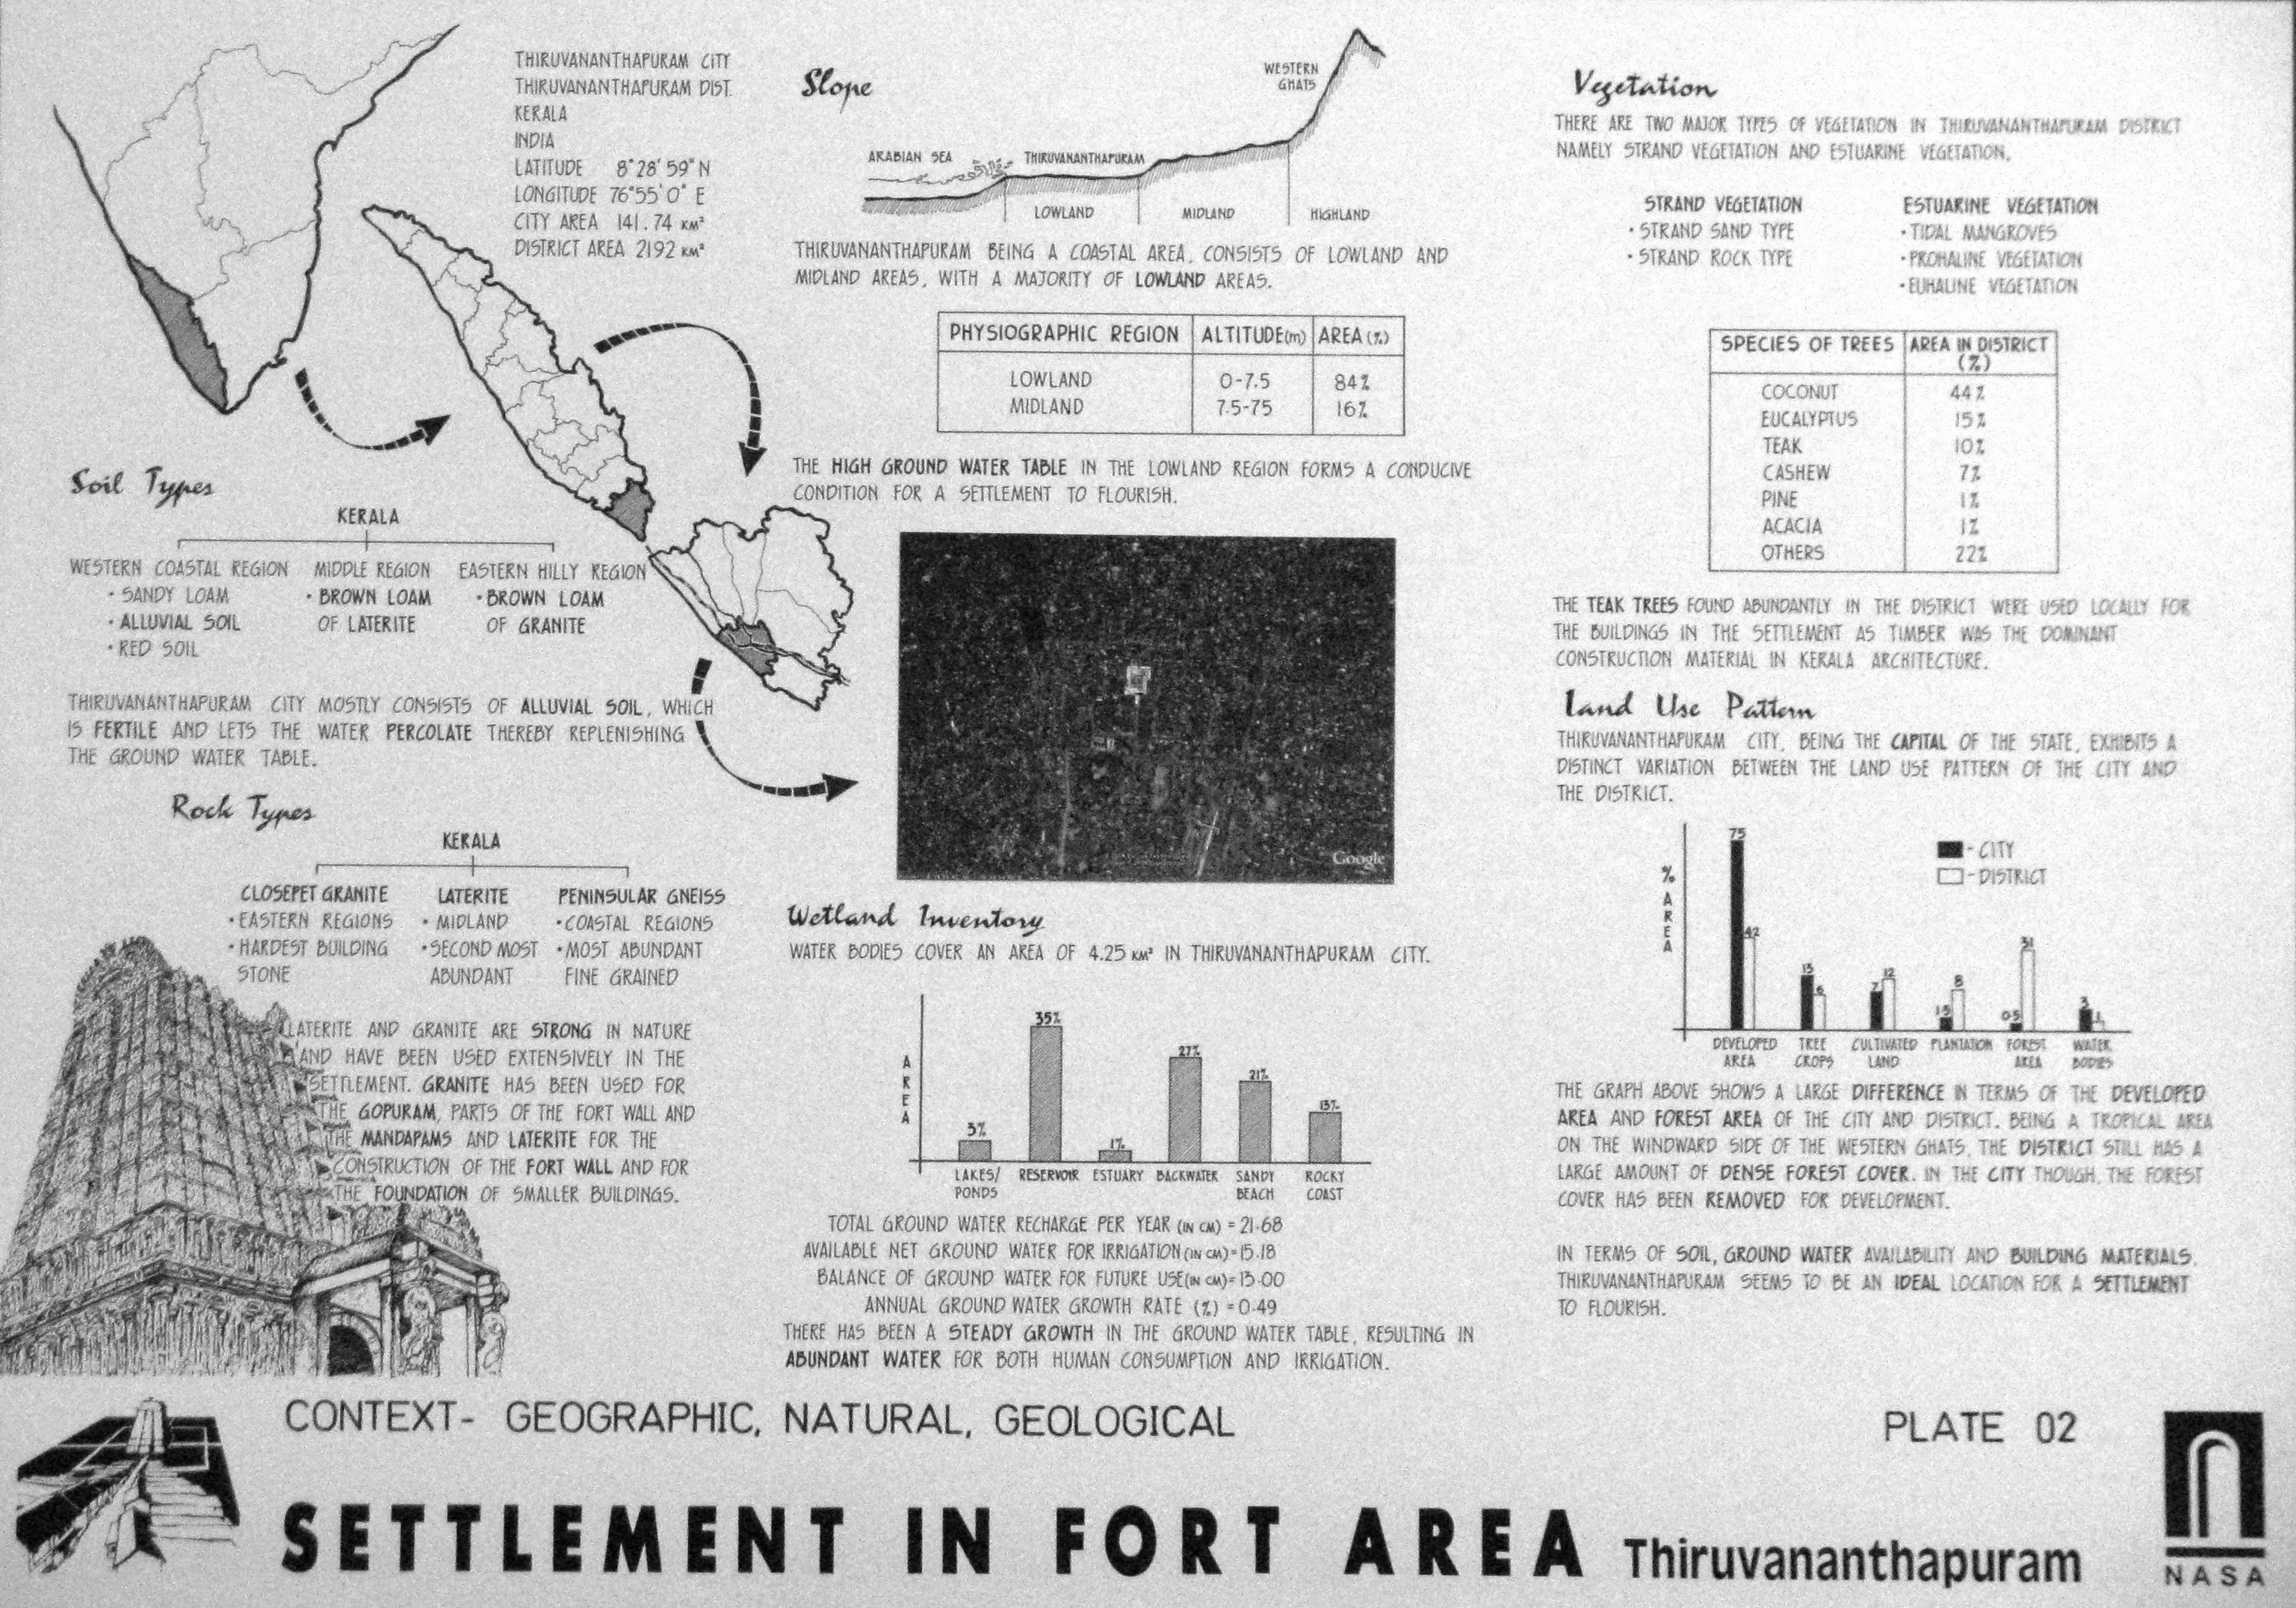 THIRUVANANTHAPURAM CITY
THIRUVANANTHAPURAM DIST.
KERALA
INDIA
LATITUDE 8°28'59" N
LONGITUDE 76°55'0" E
CITY AREA 141.74 KM²
DISTRICT AREA 2192 KM²
Soil Types
KERALA
WESTERN COASTAL REGION
• SANDY LOAM
• ALLUVIAL SOIL
• RED SOIL
MIDDLE REGION
• BROWN LOAM
OF LATERITE
EASTERN HILLY REGION
• BROWN LOAM
OF GRANITE
THIRUVANANTHAPURAM CITY MOSTLY CONSISTS OF ALLUVIAL SOIL, WHICH
IS FERTILE AND LETS THE WATER PERCOLATE THEREBY REPLENISHING
THE GROUND WATER TABLE.
Rock Types
KERALA
CLOSEPET GRANITE
• EASTERN REGIONS
• HARDEST BUILDING
STONE
LATERITE
• MIDLAND
• SECOND MOST
ABUNDANT
PENINSULAR GNEISS
• COASTAL REGIONS
• MOST ABUNDANT
FINE GRAINED
LATERITE AND GRANITE ARE STRONG IN NATURE
AND HAVE BEEN USED EXTENSIVELY IN THE
SETTLEMENT. GRANITE HAS BEEN USED FOR
THE GOPURAM, PARTS OF THE FORT WALL AND
THE MANDAPAMS AND LATERITE FOR THE
CONSTRUCTION OF THE FORT WALL AND FOR
THE FOUNDATION OF SMALLER BUILDINGS.
Slope
WESTERN
GHATS
ARABIAN SEA
THIRUVANANTHAPURAM
LOWLAND
MIDLAND
HIGHLAND
THIRUVANANTHAPURAM BEING A COASTAL AREA, CONSISTS OF LOWLAND AND
MIDLAND AREAS, WITH A MAJORITY OF LOWLAND AREAS.
PHYSIOGRAPHIC REGION ALTITUDE(m) AREA (%)
LOWLAND 0-7.5 84%
MIDLAND 7.5-75 16%
THE HIGH GROUND WATER TABLE IN THE LOWLAND REGION FORMS A CONDUCIVE
CONDITION FOR A SETTLEMENT TO FLOURISH.
Google
Wetland Inventory
WATER BODIES COVER AN AREA OF 4.25 KM² IN THIRUVANANTHAPURAM CITY.
AREA
3% 35% 1% 27% 21% 13%
LAKES/
PONDS
RESERVOIR
ESTUARY
BACKWATER
SANDY
BEACH
ROCKY
COAST
TOTAL GROUND WATER RECHARGE PER YEAR (IN CM) = 21.68
AVAILABLE NET GROUND WATER FOR IRRIGATION (IN CM)=15.18
BALANCE OF GROUND WATER FOR FUTURE USE(IN CM)= 13.00
ANNUAL GROUND WATER GROWTH RATE (%) = 0.49
THERE HAS BEEN A STEADY GROWTH IN THE GROUND WATER TABLE, RESULTING IN
ABUNDANT WATER FOR BOTH HUMAN CONSUMPTION AND IRRIGATION.
Vegetation
THERE ARE TWO MAJOR TYPES OF VEGETATION IN THIRUVANANTHAPURAM DISTRICT
NAMELY STRAND VEGETATION AND ESTUARINE VEGETATION.
STRAND VEGETATION
• STRAND SAND TYPE
• STRAND ROCK TYPE
ESTUARINE VEGETATION
• TIDAL MANGROVES
• PROHALINE VEGETATION
• EUHALINE VEGETATION
SPECIES OF TREES AREA IN DISTRICT
(%)
COCONUT 44%
EUCALYPTUS 15%
TEAK 10%
CASHEW 7%
PINE 1%
ACACIA 1%
OTHERS 22%
THE TEAK TREES FOUND ABUNDANTLY IN THE DISTRICT WERE USED LOCALLY FOR
THE BUILDINGS IN THE SETTLEMENT AS TIMBER WAS THE DOMINANT
CONSTRUCTION MATERIAL IN KERALA ARCHITECTURE.
Land Use Pattern
THIRUVANANTHAPURAM CITY, BEING THE CAPITAL OF THE STATE, EXHIBITS A
DISTINCT VARIATION BETWEEN THE LAND USE PATTERN OF THE CITY AND
THE DISTRICT.
% AREA
- CITY
- DISTRICT
75 42 13 6 7 12 1.5 8 0.5 31 3 1
DEVELOPED
AREA
TREE
CROPS
CULTIVATED
LAND
PLANTATION
FOREST
AREA
WATER
BODIES
THE GRAPH ABOVE SHOWS A LARGE DIFFERENCE IN TERMS OF THE DEVELOPED
AREA AND FOREST AREA OF THE CITY AND DISTRICT. BEING A TROPICAL AREA
ON THE WINDWARD SIDE OF THE WESTERN GHATS, THE DISTRICT STILL HAS A
LARGE AMOUNT OF DENSE FOREST COVER. IN THE CITY THOUGH, THE FOREST
COVER HAS BEEN REMOVED FOR DEVELOPMENT.
IN TERMS OF SOIL, GROUND WATER AVAILABILITY AND BUILDING MATERIALS,
THIRUVANANTHAPURAM SEEMS TO BE AN IDEAL LOCATION FOR A SETTLEMENT
TO FLOURISH.
CONTEXT- GEOGRAPHIC, NATURAL, GEOLOGICAL
PLATE 02
SETTLEMENT IN FORT AREA Thiruvananthapuram
NASA